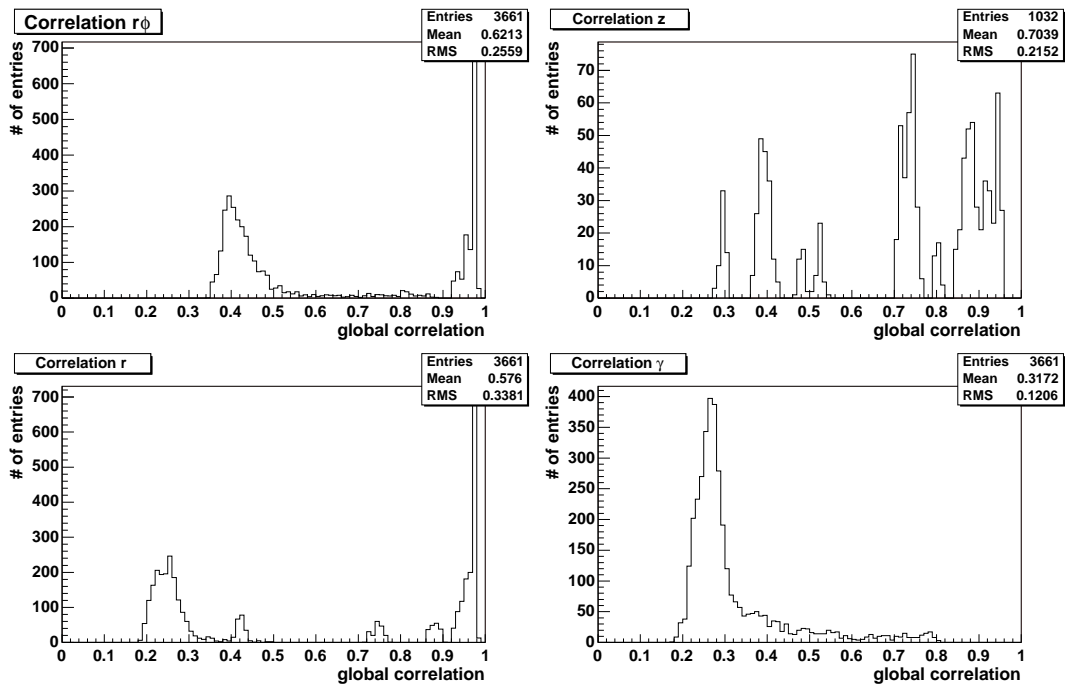 Correlation rϕ
Entries 3661
Mean 0.6213
RMS 0.2559
# of entries
700
600
500
400
300
200
100
0
0 0.1 0.2 0.3 0.4 0.5 0.6 0.7 0.8 0.9 1
global correlation
Correlation z
Entries 1032
Mean 0.7039
RMS 0.2152
# of entries
70
60
50
40
30
20
10
0
0 0.1 0.2 0.3 0.4 0.5 0.6 0.7 0.8 0.9 1
global correlation
Correlation r
Entries 3661
Mean 0.576
RMS 0.3381
# of entries
700
600
500
400
300
200
100
0
0 0.1 0.2 0.3 0.4 0.5 0.6 0.7 0.8 0.9 1
global correlation
Correlation γ
Entries 3661
Mean 0.3172
RMS 0.1206
# of entries
400
350
300
250
200
150
100
50
0
0 0.1 0.2 0.3 0.4 0.5 0.6 0.7 0.8 0.9 1
global correlation